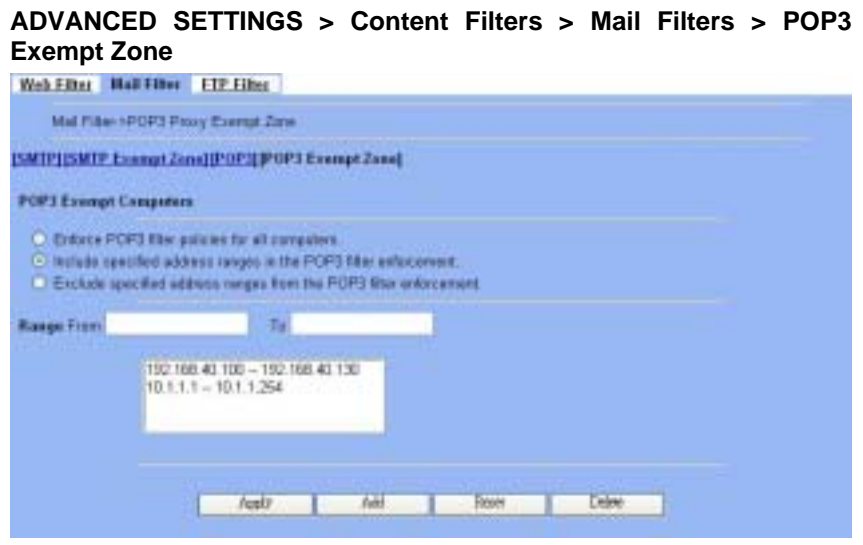 ADVANCED SETTINGS > Content Filters > Mail Filters > POP3
Exempt Zone
Web Filter Mail Filter FTP Filter
Mail Filter->POP3 Proxy Exempt Zone
[SMTP][SMTP Exempt Zone][POP3][POP3 Exempt Zone]
POP3 Exempt Computers
Enforce POP3 filter policies for all computers.
Include specified address ranges in the POP3 filter enforcement.
Exclude specified address ranges from the POP3 filter enforcement
Range From To
192.168.40.100 -- 192.168.40.130
10.1.1.1 -- 10.1.1.254
Apply Add Reset Delete